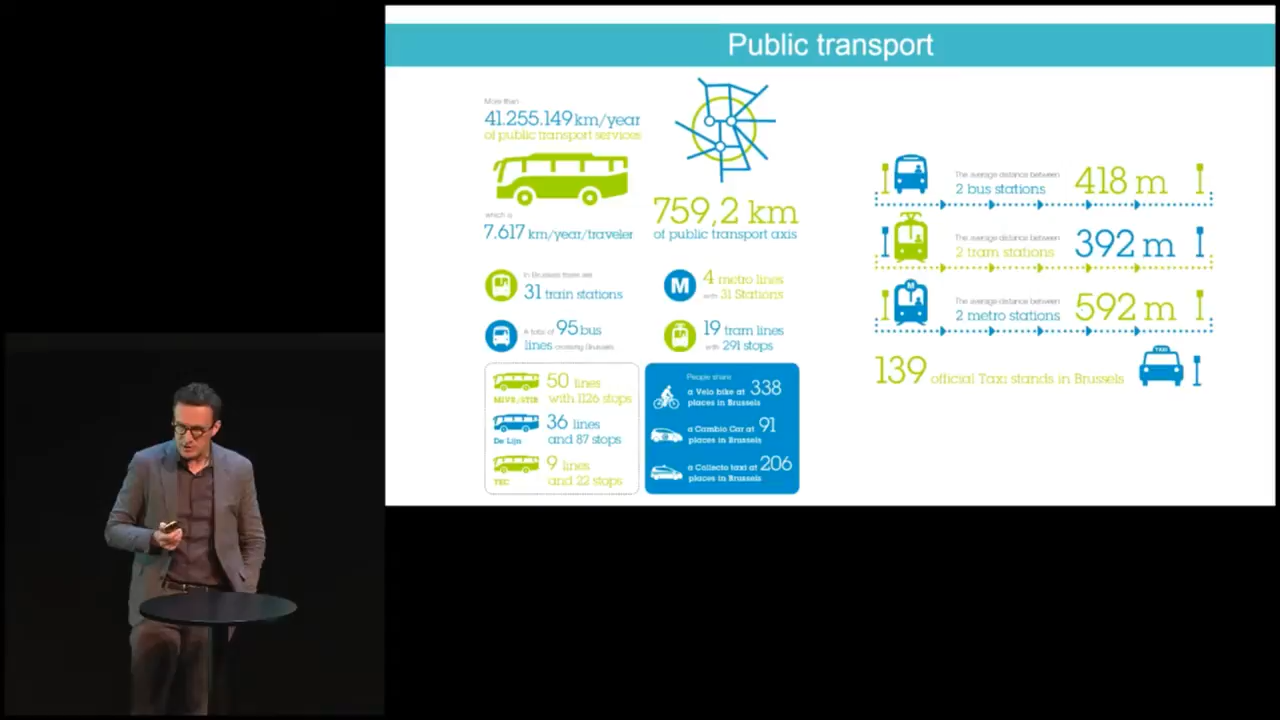 Public transport
More than
41.255.149 km/year
of public transport services
which is
7.617 km/year/traveler
759,2 km
of public transport axis
In Brussels there are
31 train stations
M
4 metro lines
with 31 Stations
A total of 95 bus
lines crossing Brussels
19 tram lines
with 291 stops
MIVB/STIB
50 lines
with 1126 stops
De Lijn
36 lines
and 87 stops
TEC
9 lines
and 22 stops
People share
a Velo bike at 338
places in Brussels
a Cambio Car at 91
places in Brussels
a Collecto taxi at 206
places in Brussels
The average distance between
2 bus stations
418 m
The average distance between
2 tram stations
392 m
M
The average distance between
2 metro stations
592 m
139 official Taxi stands in Brussels
TAXI